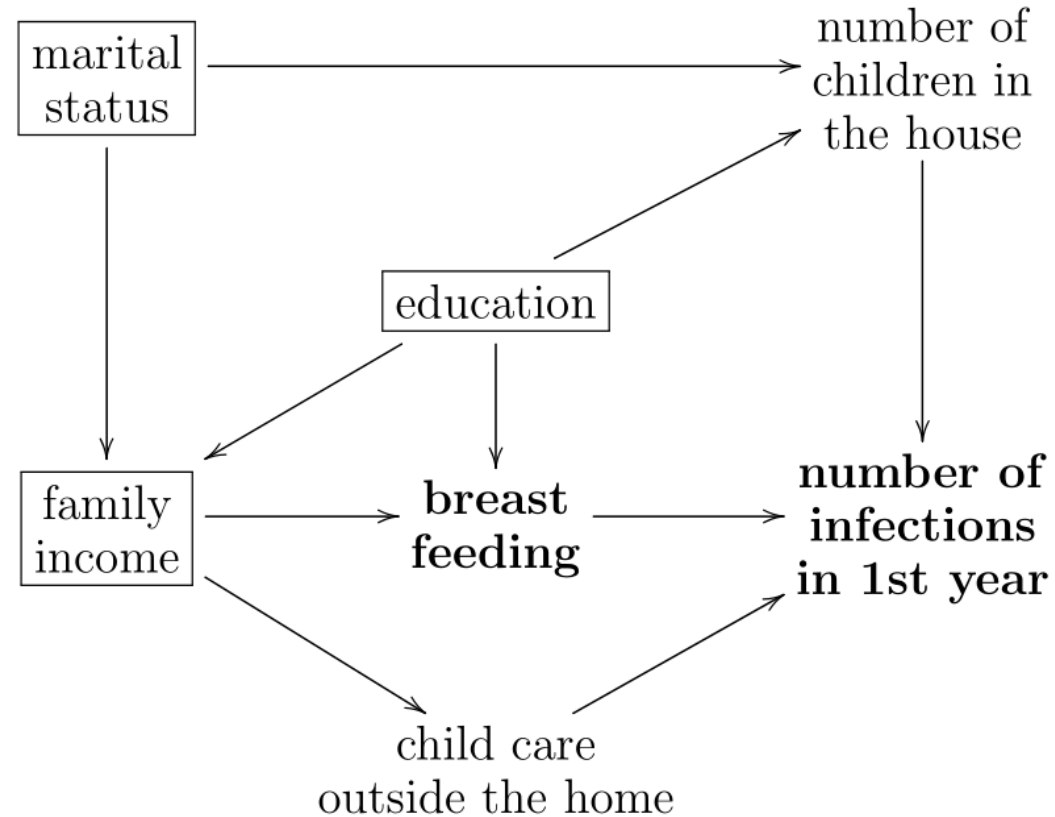 marital
status
number of
children in
the house
education
family
income
breast
feeding
number of
infections
in 1st year
child care
outside the home